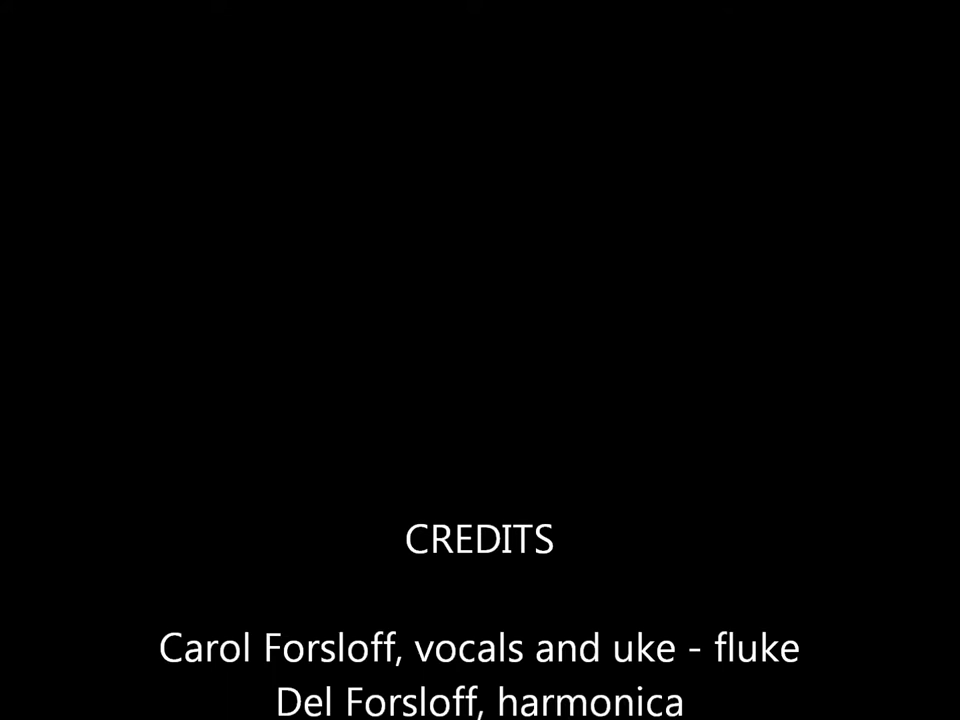 CREDITS
Carol Forsloff, vocals and uke - fluke
Del Forsloff, harmonica